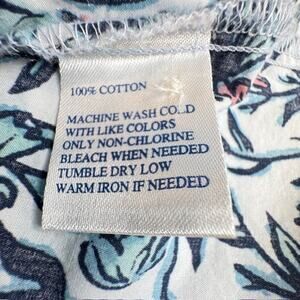 100% COTTON
MACHINE WASH CO..D
WITH LIKE COLORS
ONLY NON-CHLORINE
BLEACH WHEN NEEDED
TUMBLE DRY LOW
WARM IRON IF NEEDED